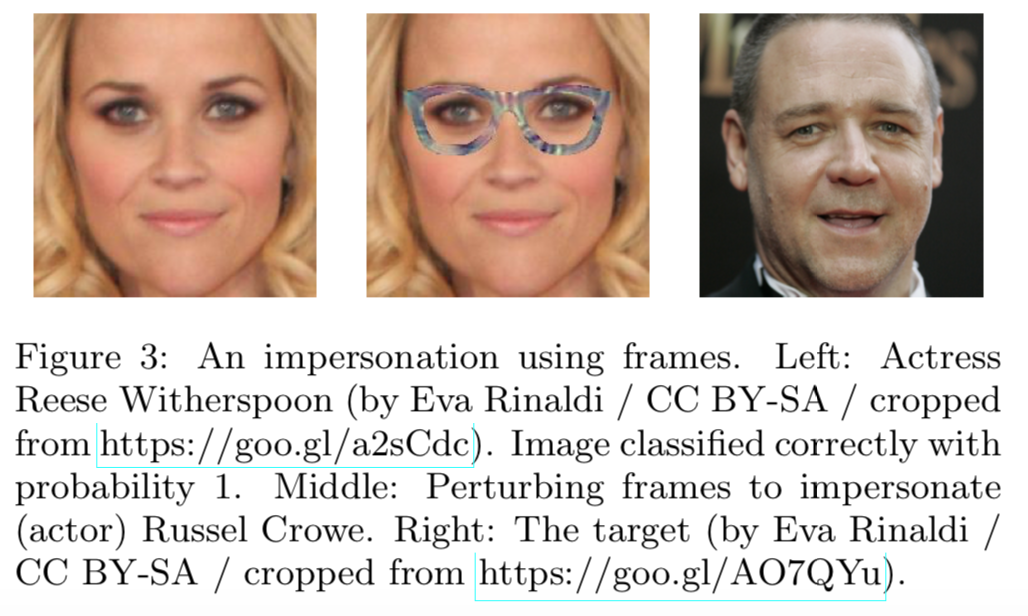 Figure 3: An impersonation using frames. Left: Actress
Reese Witherspoon (by Eva Rinaldi / CC BY-SA / cropped
from https://goo.gl/a2sCdc). Image classified correctly with
probability 1. Middle: Perturbing frames to impersonate
(actor) Russel Crowe. Right: The target (by Eva Rinaldi /
CC BY-SA / cropped from https://goo.gl/AO7QYu).